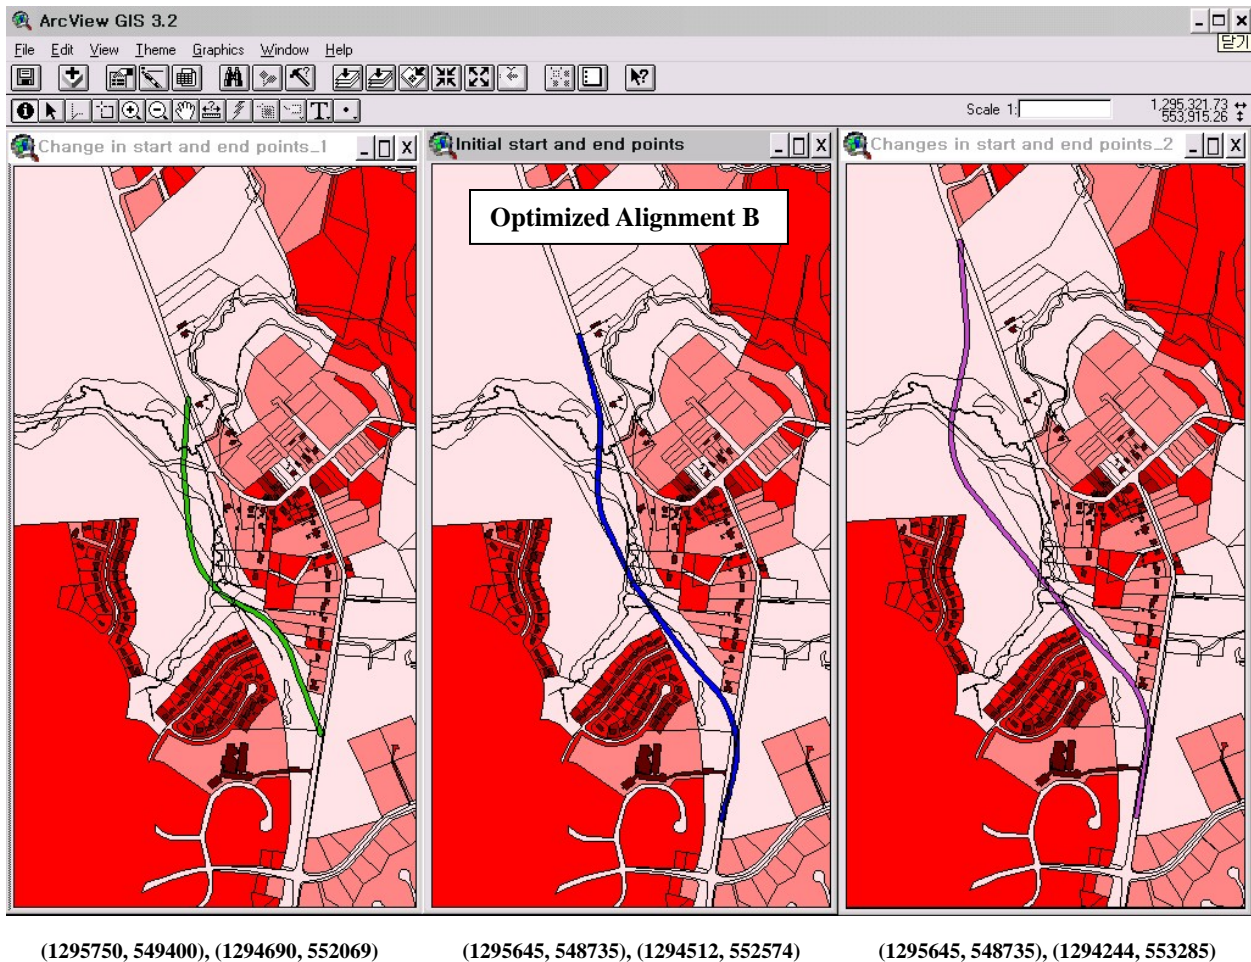 ArcView GIS 3.2
닫기
File Edit View Theme Graphics Window Help
Scale 1:
1,295,321.73
553,915.26
Change in start and end points_1
Initial start and end points
Changes in start and end points_2
Optimized Alignment B
(1295750, 549400), (1294690, 552069)
(1295645, 548735), (1294512, 552574)
(1295645, 548735), (1294244, 553285)